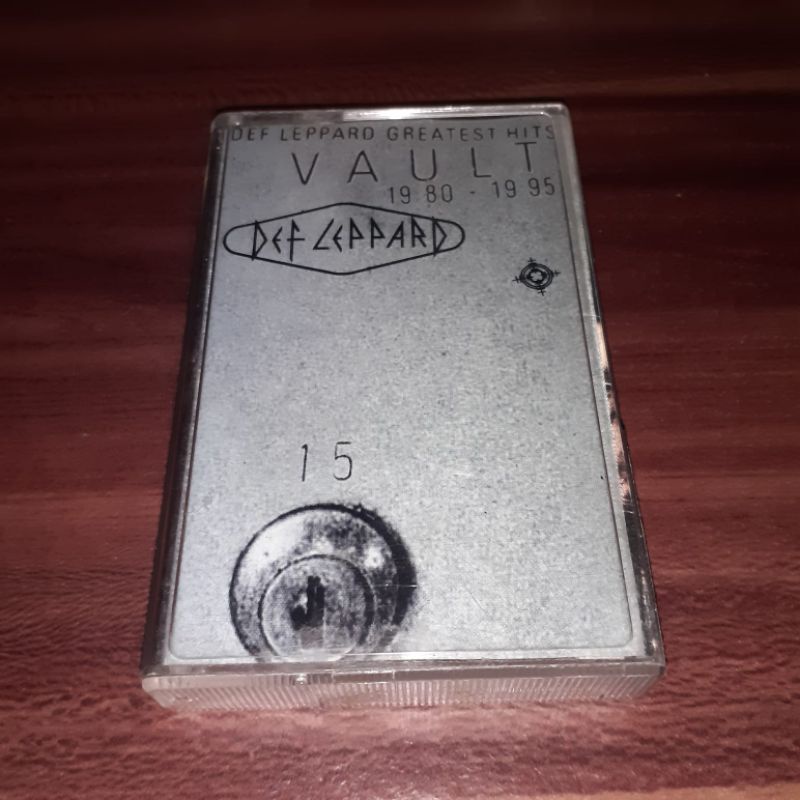 DEF LEPPARD GREATEST HITS
VAULT
1980 - 1995
DEF LEPPARD
15